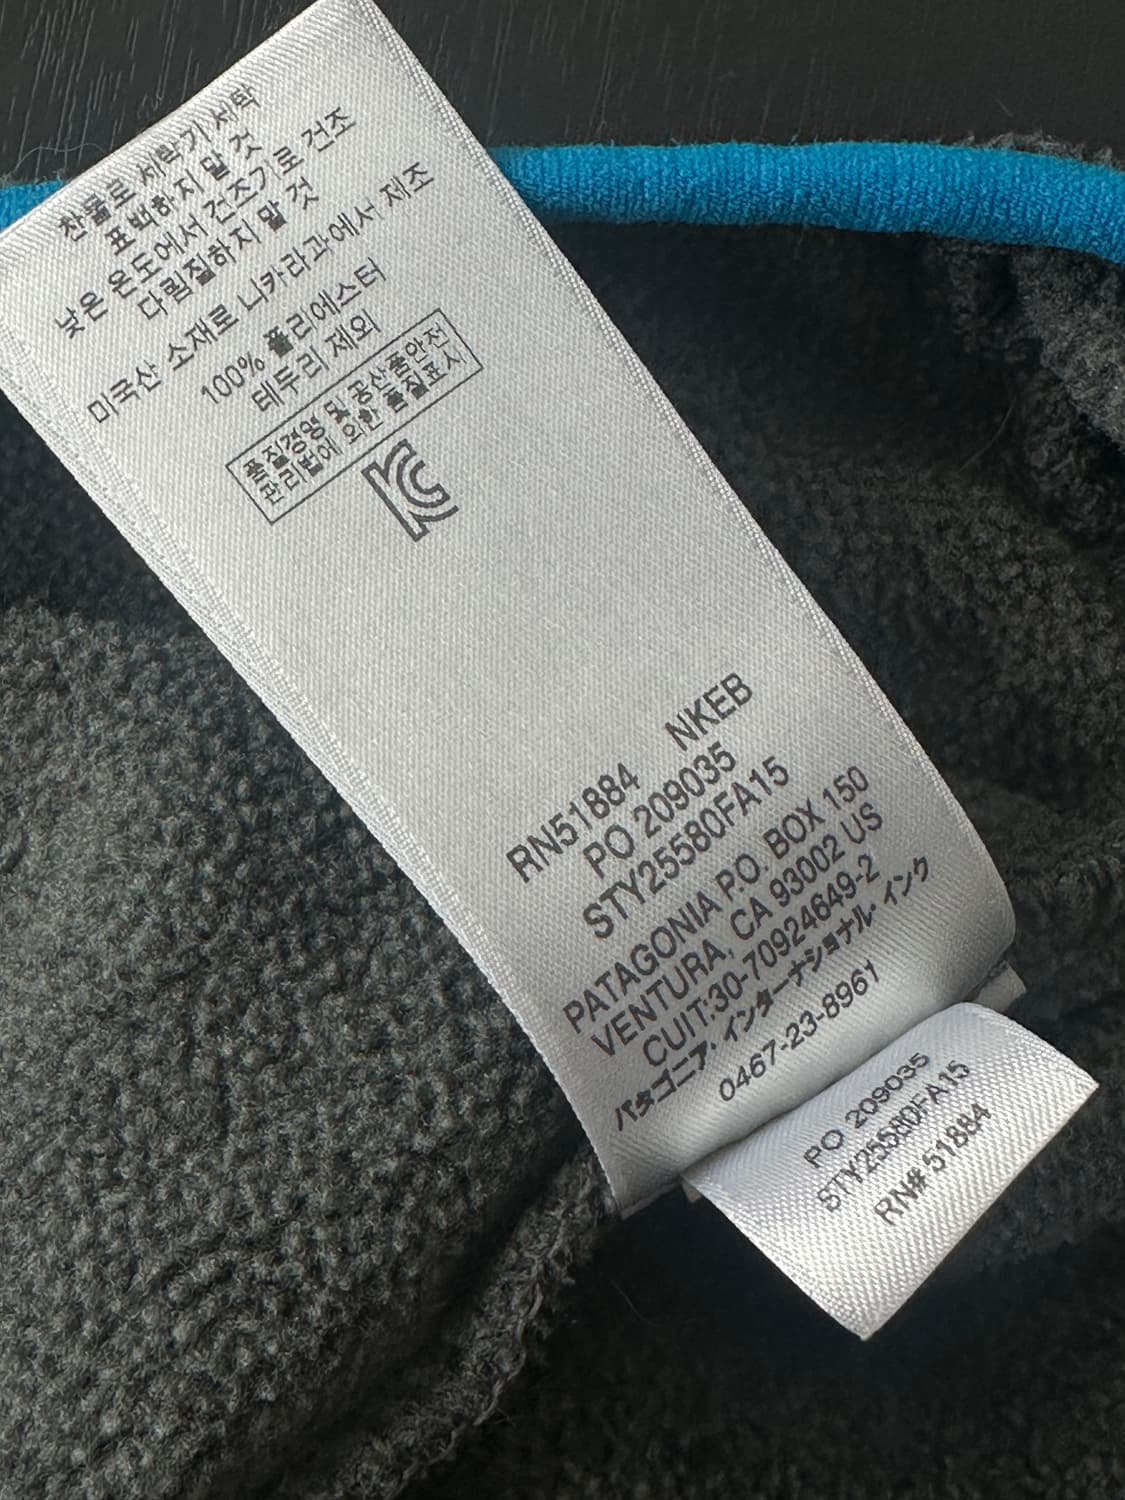 찬물로 세탁기 세탁
표백하지 말 것
낮은 온도에서 건조기로 건조
다림질하지 말 것
미국산 소재로 니카라과에서 제조
100% 폴리에스터
테두리 제외
품질경영 및 공산품안전
관리법에 의한 품질표시
RN51884 NKEB
PO 209035
STY25580FA15
PATAGONIA P.O. BOX 150
VENTURA, CA 93002 US
CUIT:30-70924649-2
パタゴニア・インターナショナル・インク
0467-23-8961
PO 209035
STY25580FA15
RN# 51884